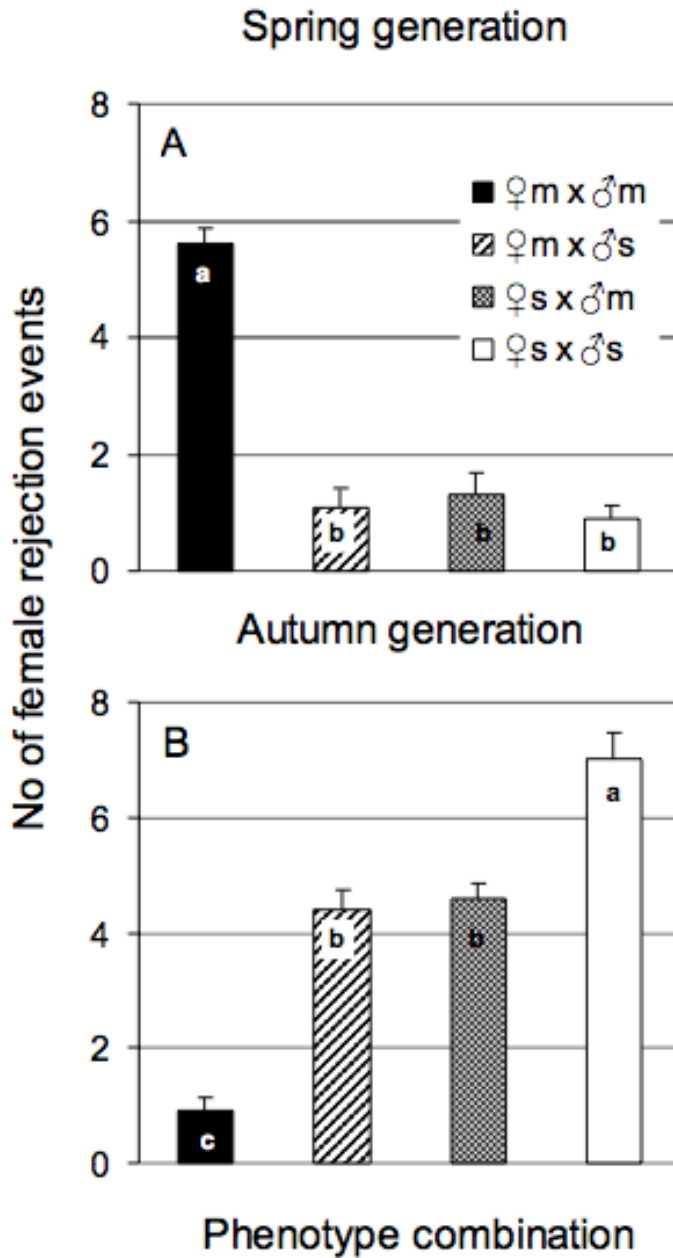 Spring generation
8
A
♀m x ♂m
♀m x ♂s
♀s x ♂m
♀s x ♂s
6
a
4
2
b
b
b
0
No of female rejection events
Autumn generation
8
B
6
a
4
b
b
2
c
0
Phenotype combination